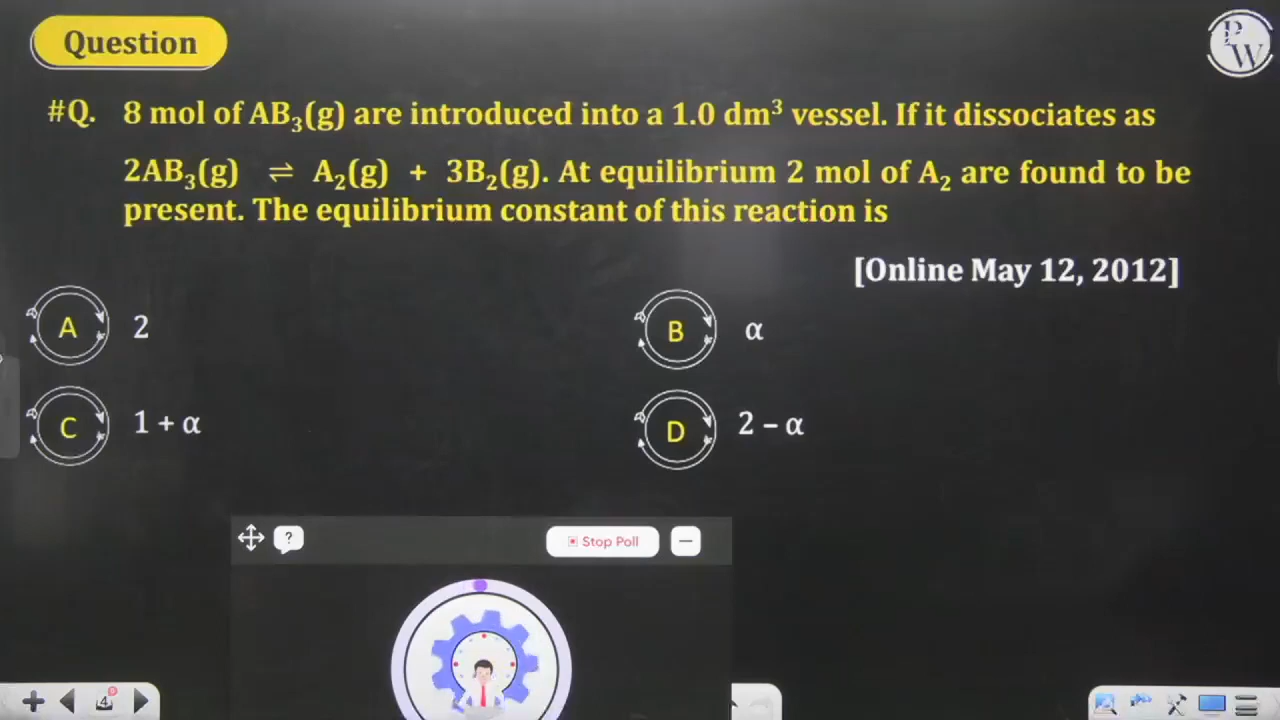 Question
PW
#Q. 8 mol of AB₃(g) are introduced into a 1.0 dm³ vessel. If it dissociates as
2AB₃(g) ⇌ A₂(g) + 3B₂(g). At equilibrium 2 mol of A₂ are found to be
present. The equilibrium constant of this reaction is
[Online May 12, 2012]
A 2
B α
C 1 + α
D 2 – α
? Stop Poll
4